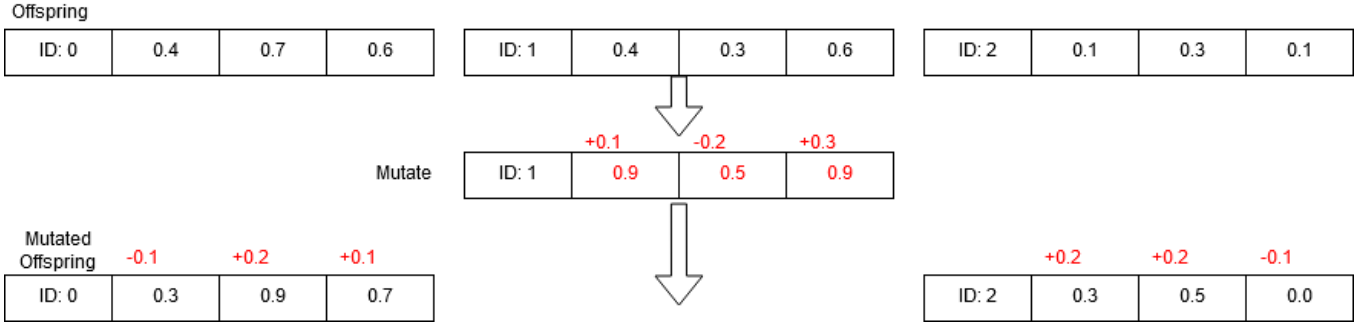 Offspring
ID: 0 0.4 0.7 0.6 ID: 1 0.4 0.3 0.6 ID: 2 0.1 0.3 0.1
+0.1 -0.2 +0.3
Mutate ID: 1 0.9 0.5 0.9
Mutated
Offspring -0.1 +0.2 +0.1 +0.2 +0.2 -0.1
ID: 0 0.3 0.9 0.7 ID: 2 0.3 0.5 0.0